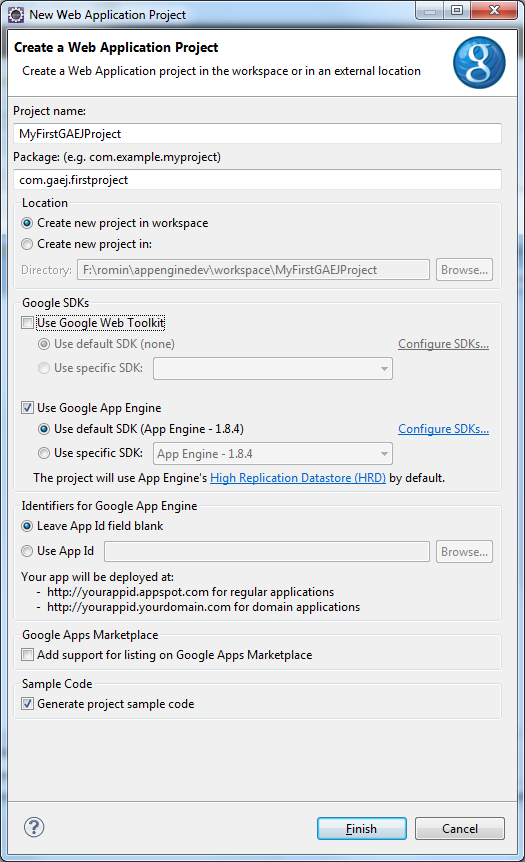 New Web Application Project
Create a Web Application Project
Create a Web Application project in the workspace or in an external location
g
Project name:
MyFirstGAEJProject
Package: (e.g. com.example.myproject)
com.gaej.firstproject
Location
Create new project in workspace
Create new project in:
Directory: F:\romin\appenginedev\workspace\MyFirstGAEJProject Browse...
Google SDKs
Use Google Web Toolkit
Use default SDK (none) Configure SDKs...
Use specific SDK:
Use Google App Engine
Use default SDK (App Engine - 1.8.4) Configure SDKs...
Use specific SDK: App Engine - 1.8.4
The project will use App Engine's High Replication Datastore (HRD) by default.
Identifiers for Google App Engine
Leave App Id field blank
Use App Id Browse...
Your app will be deployed at:
- http://yourappid.appspot.com for regular applications
- http://yourappid.yourdomain.com for domain applications
Google Apps Marketplace
Add support for listing on Google Apps Marketplace
Sample Code
Generate project sample code
? Finish Cancel